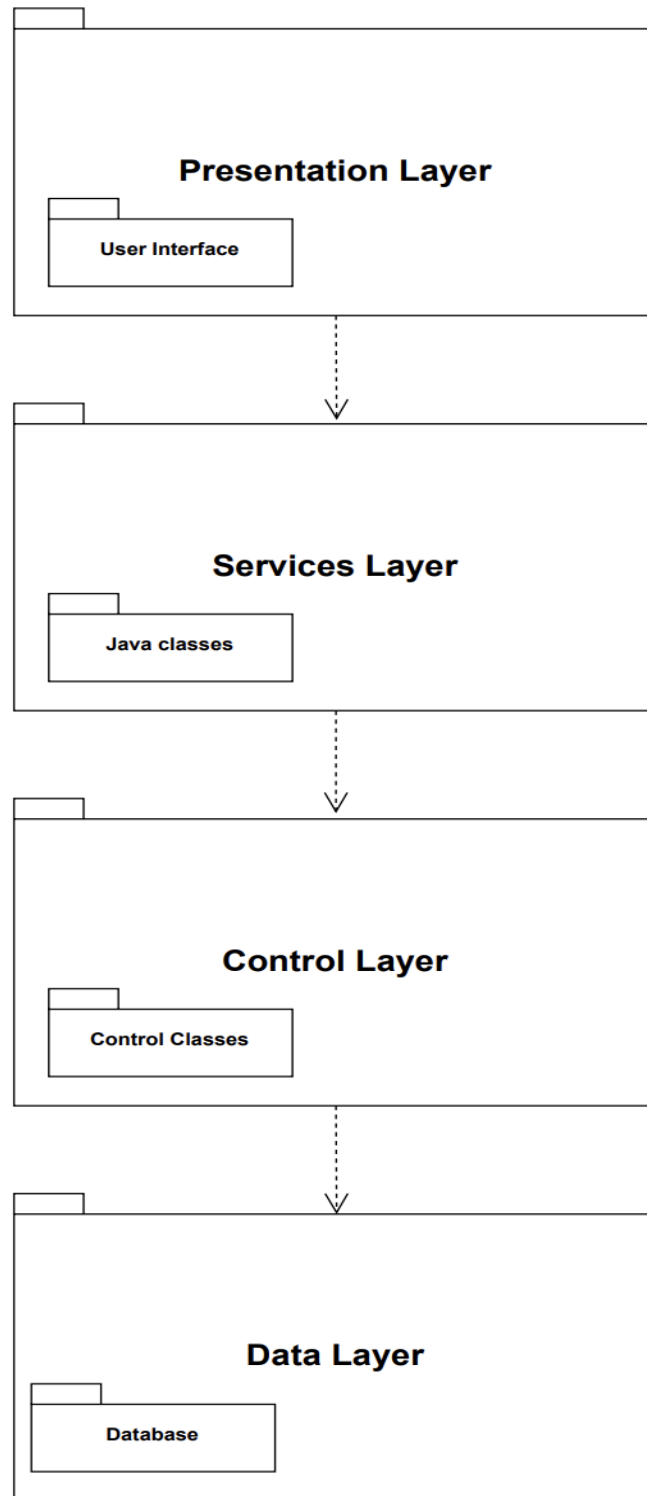 Presentation Layer
User Interface
Services Layer
Java classes
Control Layer
Control Classes
Data Layer
Database